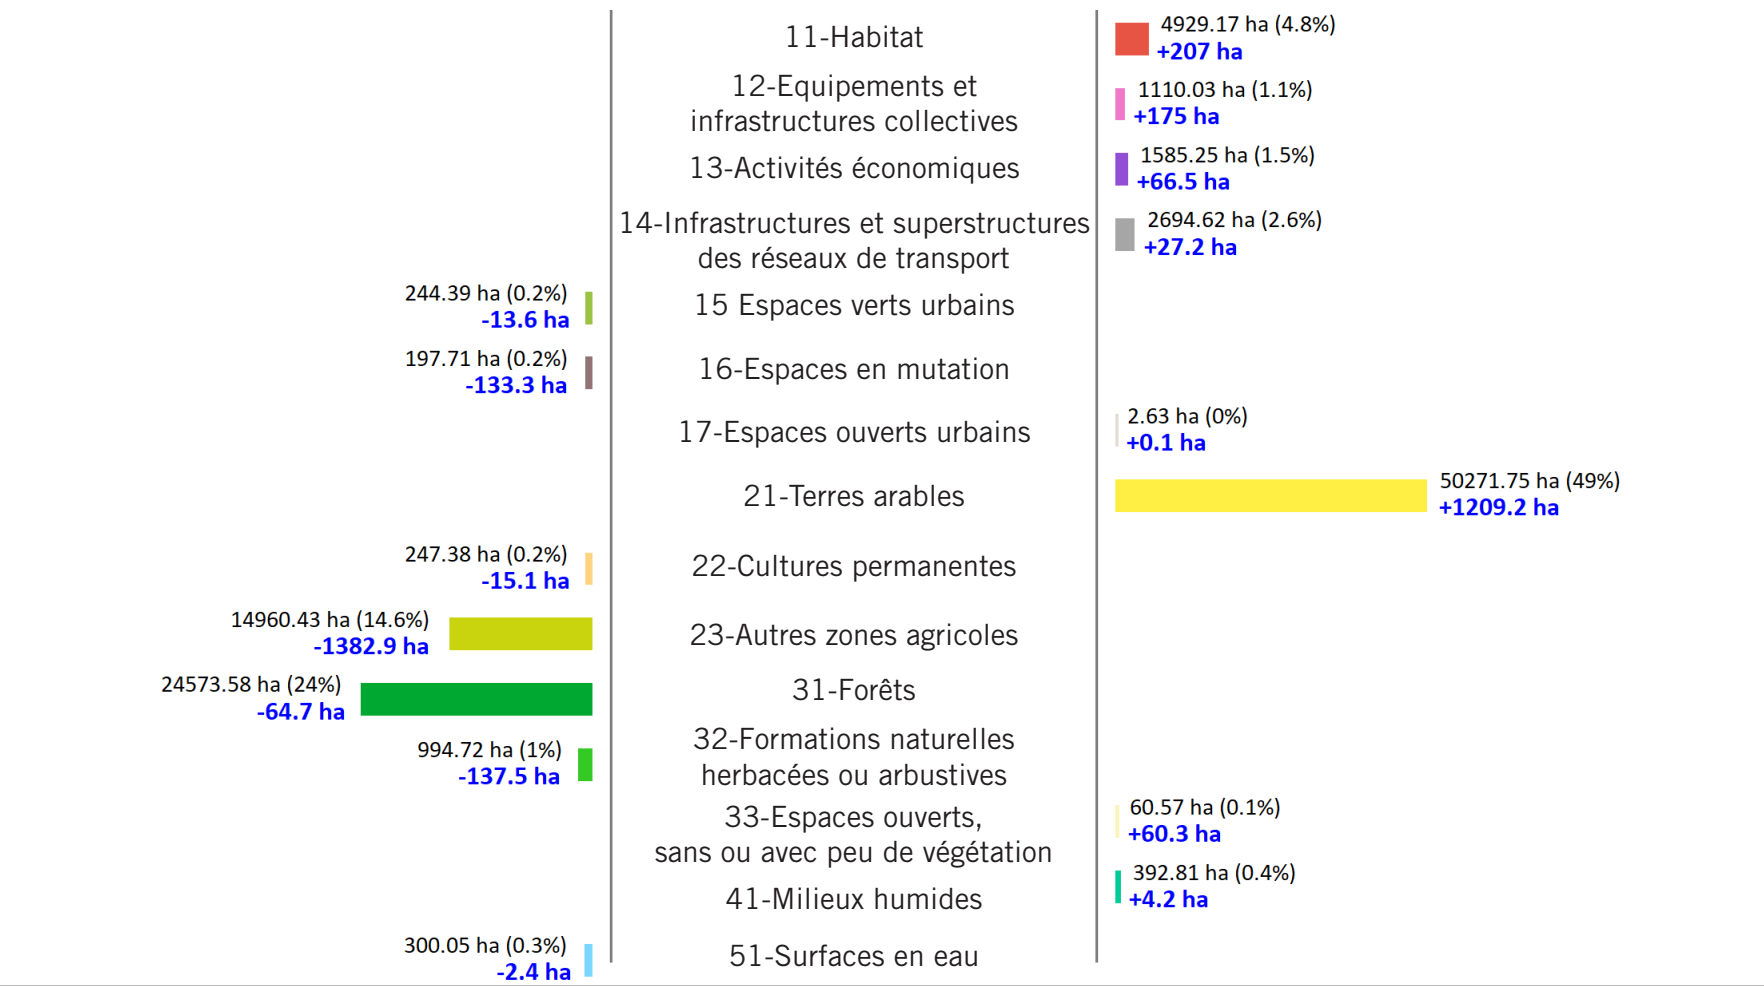 11-Habitat
4929.17 ha (4.8%)
+207 ha
12-Equipements et
infrastructures collectives
1110.03 ha (1.1%)
+175 ha
13-Activités économiques
1585.25 ha (1.5%)
+66.5 ha
14-Infrastructures et superstructures
des réseaux de transport
2694.62 ha (2.6%)
+27.2 ha
244.39 ha (0.2%)
-13.6 ha
15 Espaces verts urbains
197.71 ha (0.2%)
-133.3 ha
16-Espaces en mutation
17-Espaces ouverts urbains
2.63 ha (0%)
+0.1 ha
21-Terres arables
50271.75 ha (49%)
+1209.2 ha
247.38 ha (0.2%)
-15.1 ha
22-Cultures permanentes
14960.43 ha (14.6%)
-1382.9 ha
23-Autres zones agricoles
24573.58 ha (24%)
-64.7 ha
31-Forêts
994.72 ha (1%)
-137.5 ha
32-Formations naturelles
herbacées ou arbustives
33-Espaces ouverts,
sans ou avec peu de végétation
60.57 ha (0.1%)
+60.3 ha
41-Milieux humides
392.81 ha (0.4%)
+4.2 ha
300.05 ha (0.3%)
-2.4 ha
51-Surfaces en eau